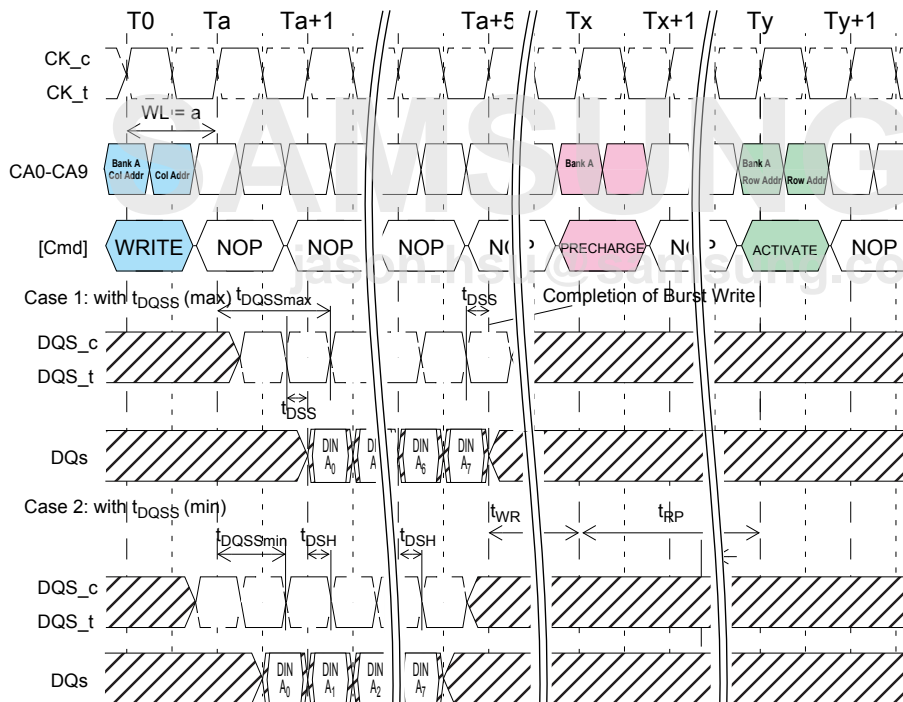 T0 Ta Ta+1 Ta+5 Tx Tx+1 Ty Ty+1
CK_c
CK_t
WL = a
SAMSUNG
CA0-CA9
Bank A
Col Addr
Col Addr
Bank A
Bank A
Row Addr
Row Addr
[Cmd] WRITE NOP NOP NOP NOP PRECHARGE NOP ACTIVATE NOP
jason.hsu@samsung.co
Case 1: with tDQSS (max) tDQSSmax tDSS Completion of Burst Write
DQS_c
DQS_t
tDSS
DQs
DIN A0
DIN A6
DIN A7
Case 2: with tDQSS (min)
tDQSSmin tDSH tDSH tWR tRP
DQS_c
DQS_t
DQs
DIN A0
DIN A1
DIN A2
DIN A7